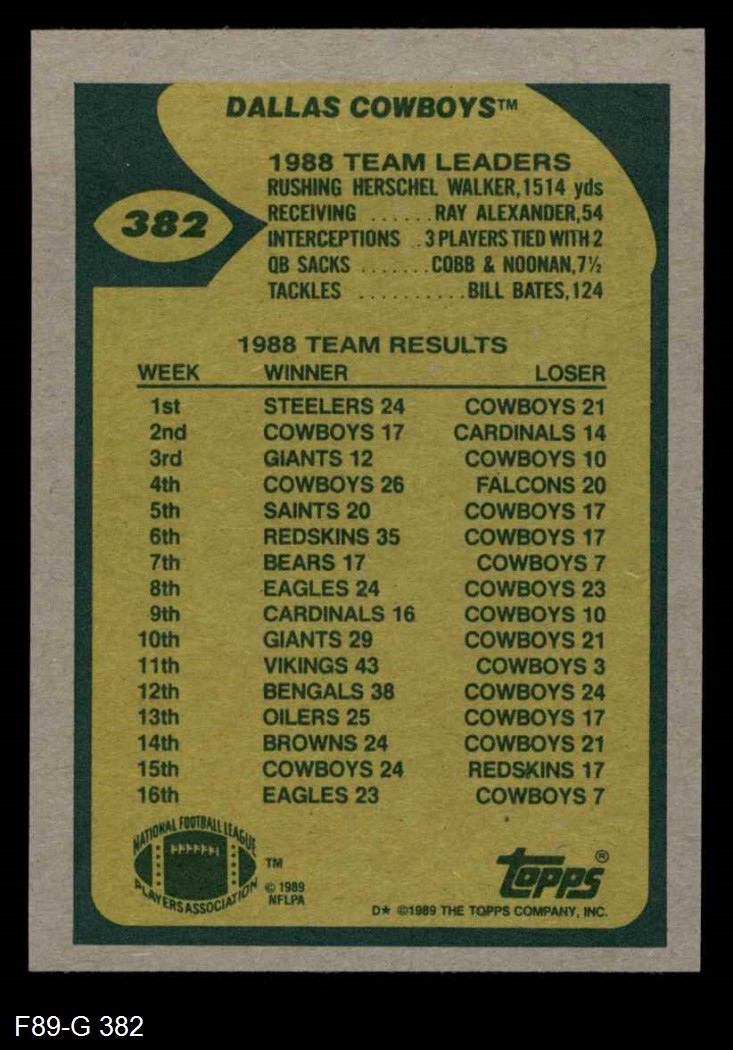 DALLAS COWBOYS™
1988 TEAM LEADERS
RUSHING HERSCHEL WALKER, 1514 yds
382
RECEIVING ...... RAY ALEXANDER, 54
INTERCEPTIONS .. 3 PLAYERS TIED WITH 2
QB SACKS ....... COBB & NOONAN, 7½
TACKLES .......... BILL BATES, 124
1988 TEAM RESULTS
WEEK WINNER LOSER
1st STEELERS 24 COWBOYS 21
2nd COWBOYS 17 CARDINALS 14
3rd GIANTS 12 COWBOYS 10
4th COWBOYS 26 FALCONS 20
5th SAINTS 20 COWBOYS 17
6th REDSKINS 35 COWBOYS 17
7th BEARS 17 COWBOYS 7
8th EAGLES 24 COWBOYS 23
9th CARDINALS 16 COWBOYS 10
10th GIANTS 29 COWBOYS 21
11th VIKINGS 43 COWBOYS 3
12th BENGALS 38 COWBOYS 24
13th OILERS 25 COWBOYS 17
14th BROWNS 24 COWBOYS 21
15th COWBOYS 24 REDSKINS 17
16th EAGLES 23 COWBOYS 7
NATIONAL FOOTBALL LEAGUE
PLAYERS ASSOCIATION
™
© 1989
NFLPA
topps®
D★ ©1989 THE TOPPS COMPANY, INC.
F89-G 382